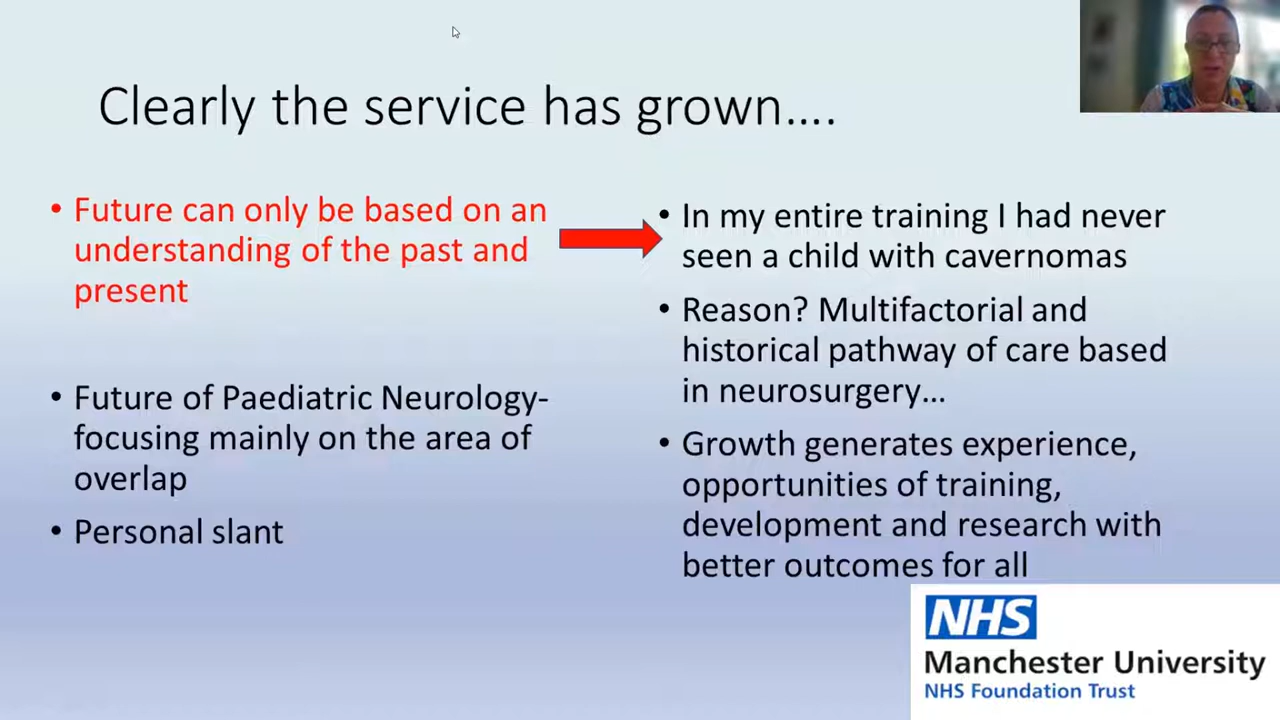 Clearly the service has grown....
• Future can only be based on an
understanding of the past and
present
• Future of Paediatric Neurology-
focusing mainly on the area of
overlap
• Personal slant
• In my entire training I had never
seen a child with cavernomas
• Reason? Multifactorial and
historical pathway of care based
in neurosurgery...
• Growth generates experience,
opportunities of training,
development and research with
better outcomes for all
NHS
Manchester University
NHS Foundation Trust